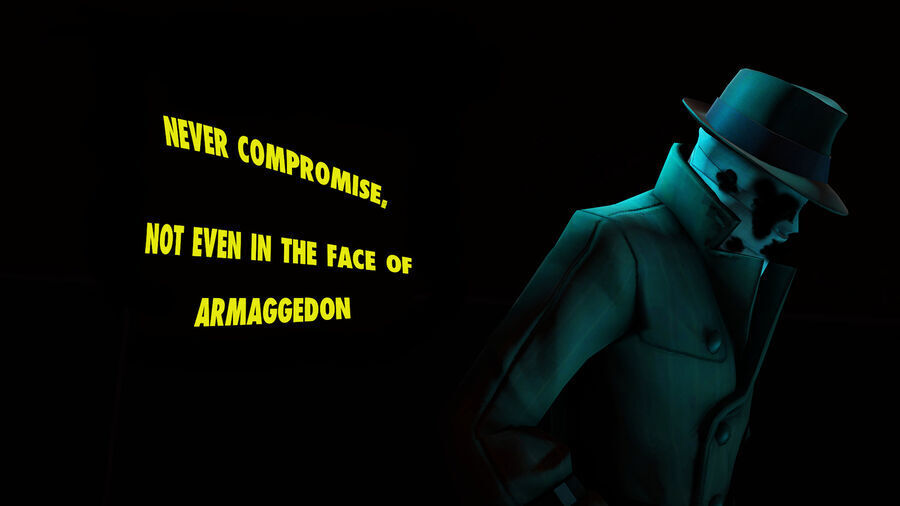 NEVER COMPROMISE,
NOT EVEN IN THE FACE OF
ARMAGGEDON